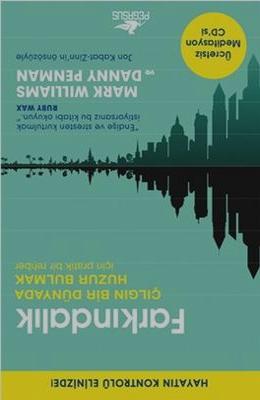 HAYATIN KONTROLÜ ELİNİZDE!
Farkındalık
ÇILGIN BİR DÜNYADA
HUZUR BULMAK
için pratik bir rehber
"Endişe ve stresten kurtulmak
istiyorsanız bu kitabı okuyun."
RUBY WAX
MARK WILLIAMS
ve DANNY PENMAN
Jon Kabat-Zinn'in önsözüyle
Ücretsiz
Meditasyon
CD'si
PEGASUS